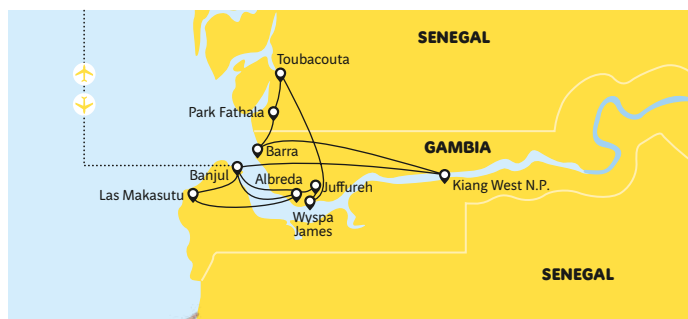 SENEGAL
Toubacouta
Park Fathala
Barra
GAMBIA
Banjul
Albreda
Juffureh
Kiang West N.P.
Las Makasutu
Wyspa
James
SENEGAL